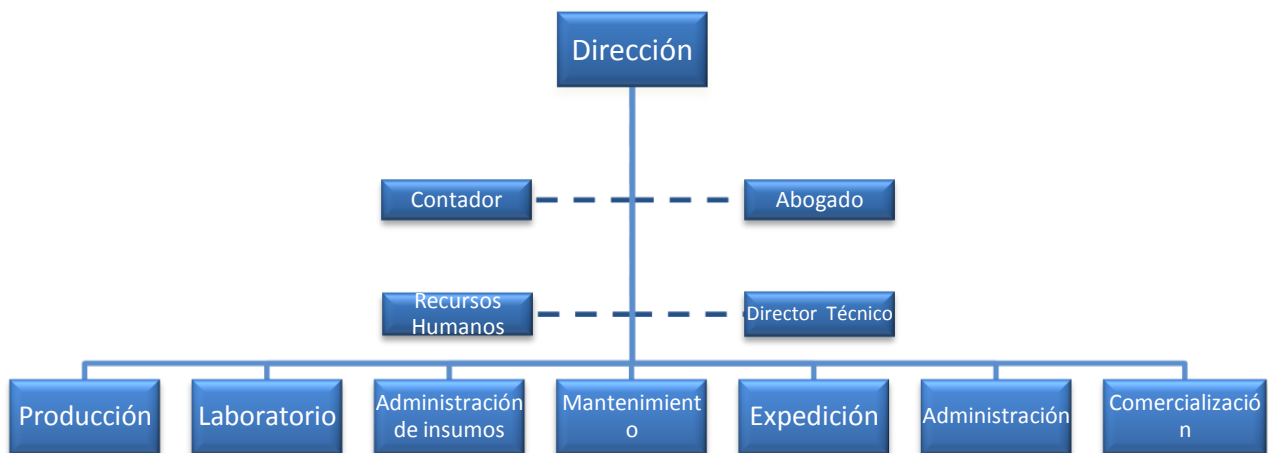 Dirección
Contador
Abogado
Recursos
Humanos
Director Técnico
Producción
Laboratorio
Administración
de insumos
Mantenimient
o
Expedición
Administración
Comercializació
n